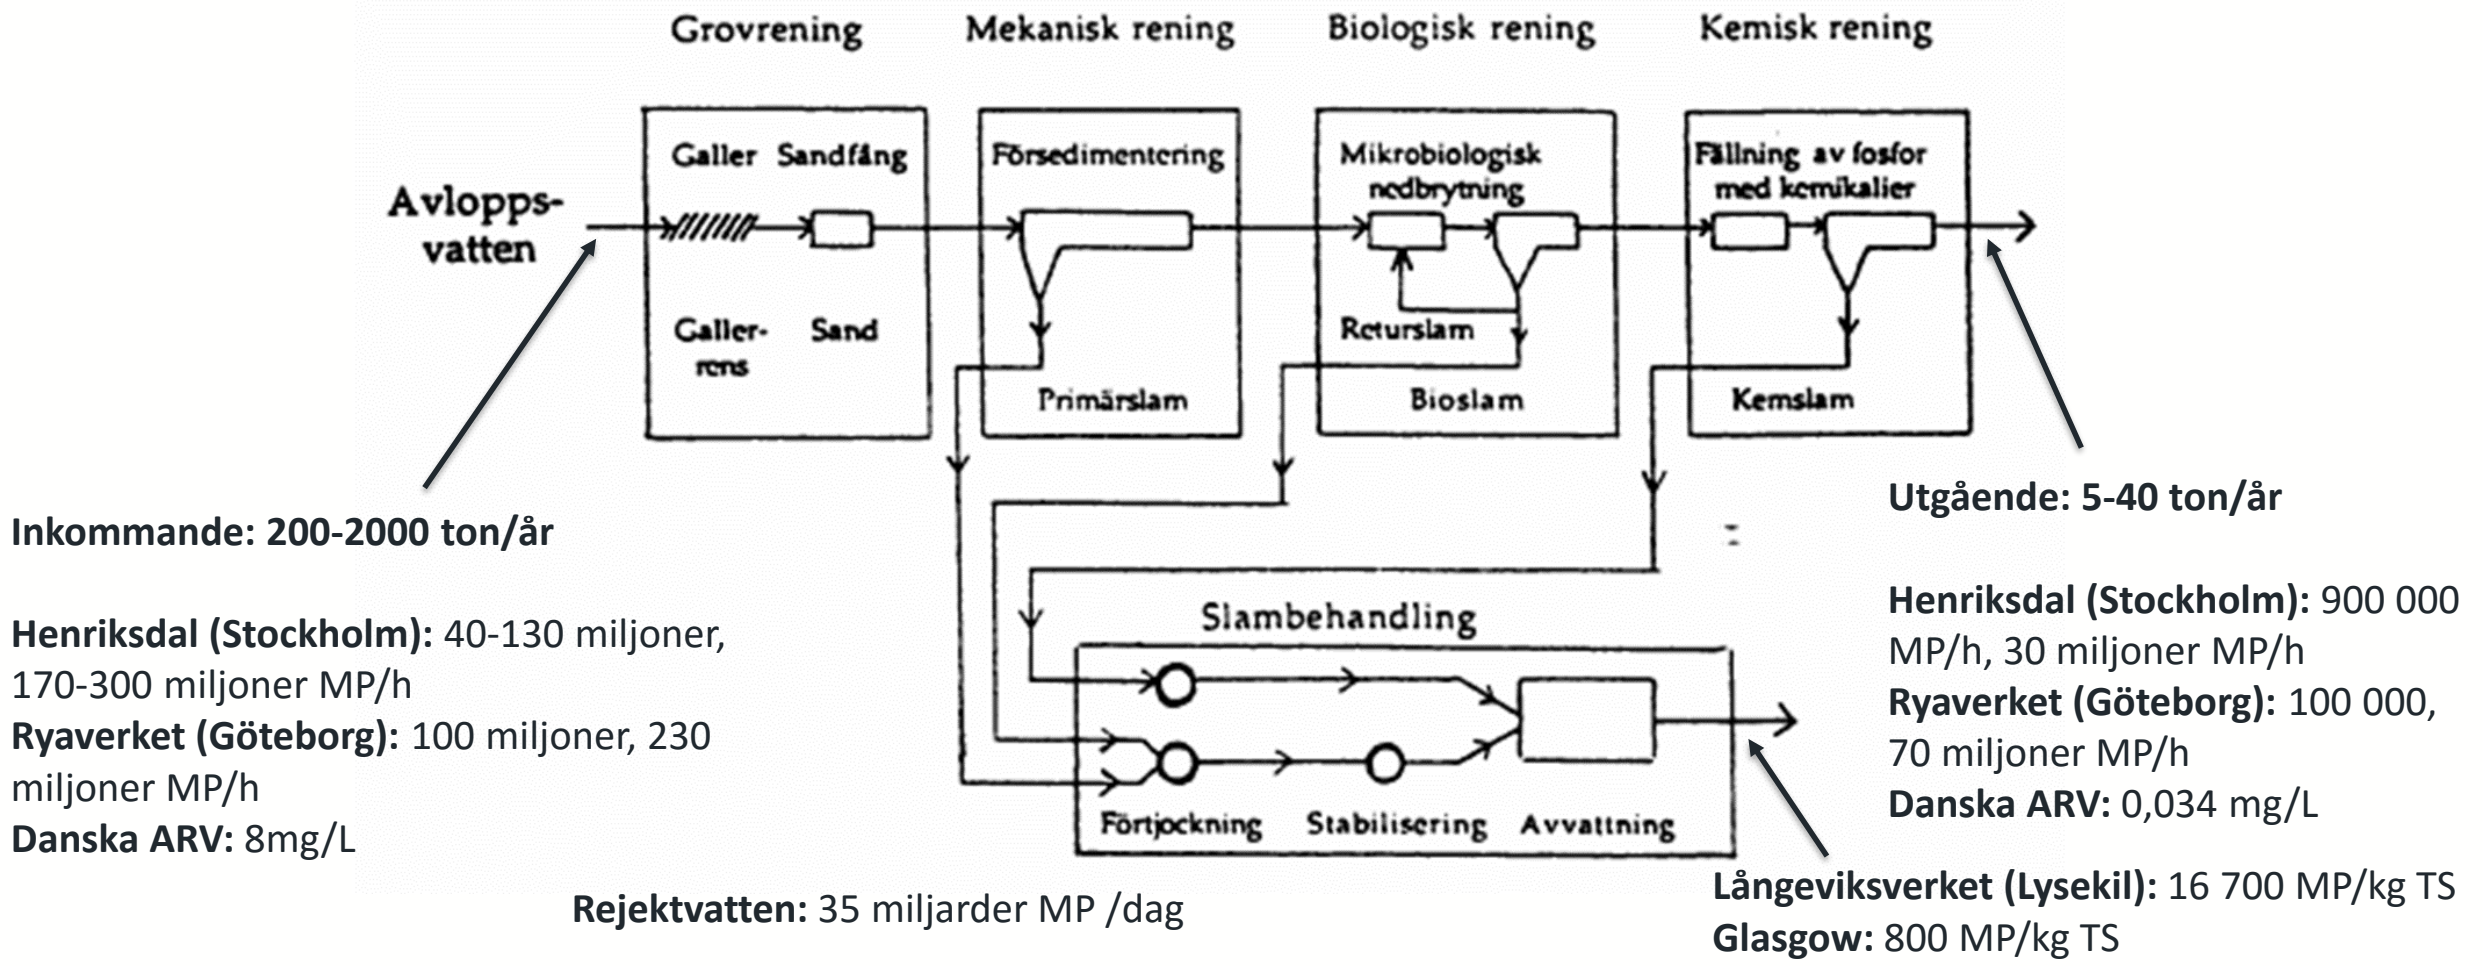 Grovrening
Mekanisk rening
Biologisk rening
Kemisk rening
Avlopps-
vatten
Galler Sandfång
Galler-
rens
Sand
Försedimentering
Primärslam
Mikrobiologisk
nedbrytning
Returslam
Bioslam
Fällning av fosfor
med kemikalier
Kemslam
Inkommande: 200-2000 ton/år
Henriksdal (Stockholm): 40-130 miljoner,
170-300 miljoner MP/h
Ryaverket (Göteborg): 100 miljoner, 230
miljoner MP/h
Danska ARV: 8mg/L
Slambehandling
Förtjockning
Stabilisering
Avvattning
Utgående: 5-40 ton/år
Henriksdal (Stockholm): 900 000
MP/h, 30 miljoner MP/h
Ryaverket (Göteborg): 100 000,
70 miljoner MP/h
Danska ARV: 0,034 mg/L
Rejektvatten: 35 miljarder MP /dag
Långeviksverket (Lysekil): 16 700 MP/kg TS
Glasgow: 800 MP/kg TS